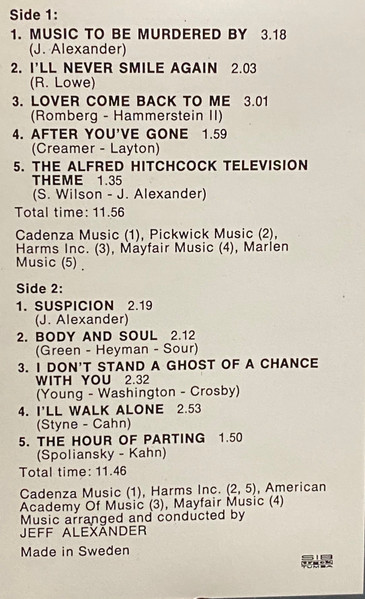 Side 1:
1. MUSIC TO BE MURDERED BY 3.18
(J. Alexander)
2. I'LL NEVER SMILE AGAIN 2.03
(R. Lowe)
3. LOVER COME BACK TO ME 3.01
(Romberg - Hammerstein II)
4. AFTER YOU'VE GONE 1.59
(Creamer - Layton)
5. THE ALFRED HITCHCOCK TELEVISION
THEME 1.35
(S. Wilson - J. Alexander)
Total time: 11.56
Cadenza Music (1), Pickwick Music (2),
Harms Inc. (3), Mayfair Music (4), Marlen
Music (5)
Side 2:
1. SUSPICION 2.19
(J. Alexander)
2. BODY AND SOUL 2.12
(Green - Heyman - Sour)
3. I DON'T STAND A GHOST OF A CHANCE
WITH YOU 2.32
(Young - Washington - Crosby)
4. I'LL WALK ALONE 2.53
(Styne - Cahn)
5. THE HOUR OF PARTING 1.50
(Spoliansky - Kahn)
Total time: 11.46
Cadenza Music (1), Harms Inc. (2, 5), American
Academy Of Music (3), Mayfair Music (4)
Music arranged and conducted by
JEFF ALEXANDER
Made in Sweden
TUMBA